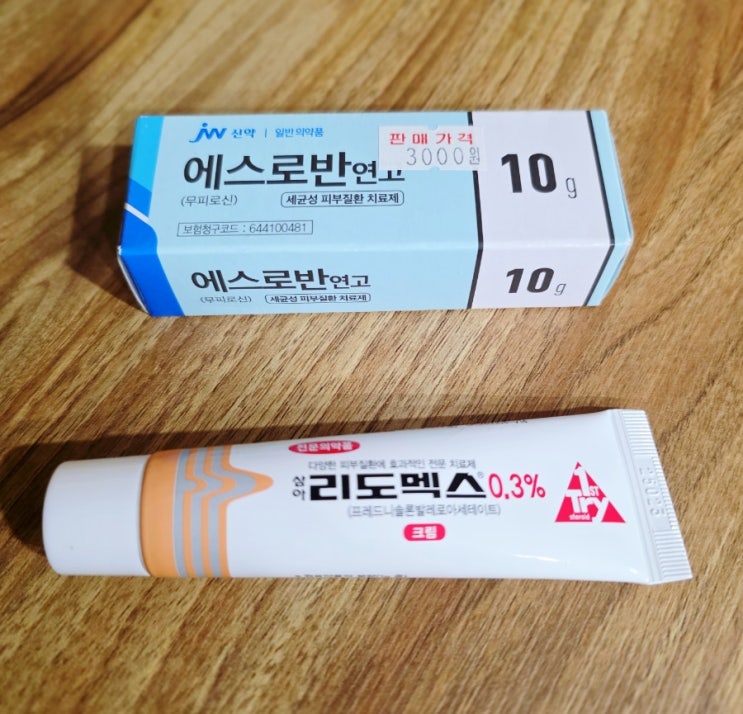 jw 신약 | 일반의약품
판매가격
3000원
에스로반연고
(무피로신)
세균성 피부질환 치료제
보험청구코드 : 644100481
10 g
에스로반연고
(무피로신)
세균성 피부질환 치료제
10 g
전문의약품
다양한 피부질환에 효과적인 전문 치료제
삼아 리도멕스® 0.3%
(프레드니솔론발레로아세테이트)
크림
steroid